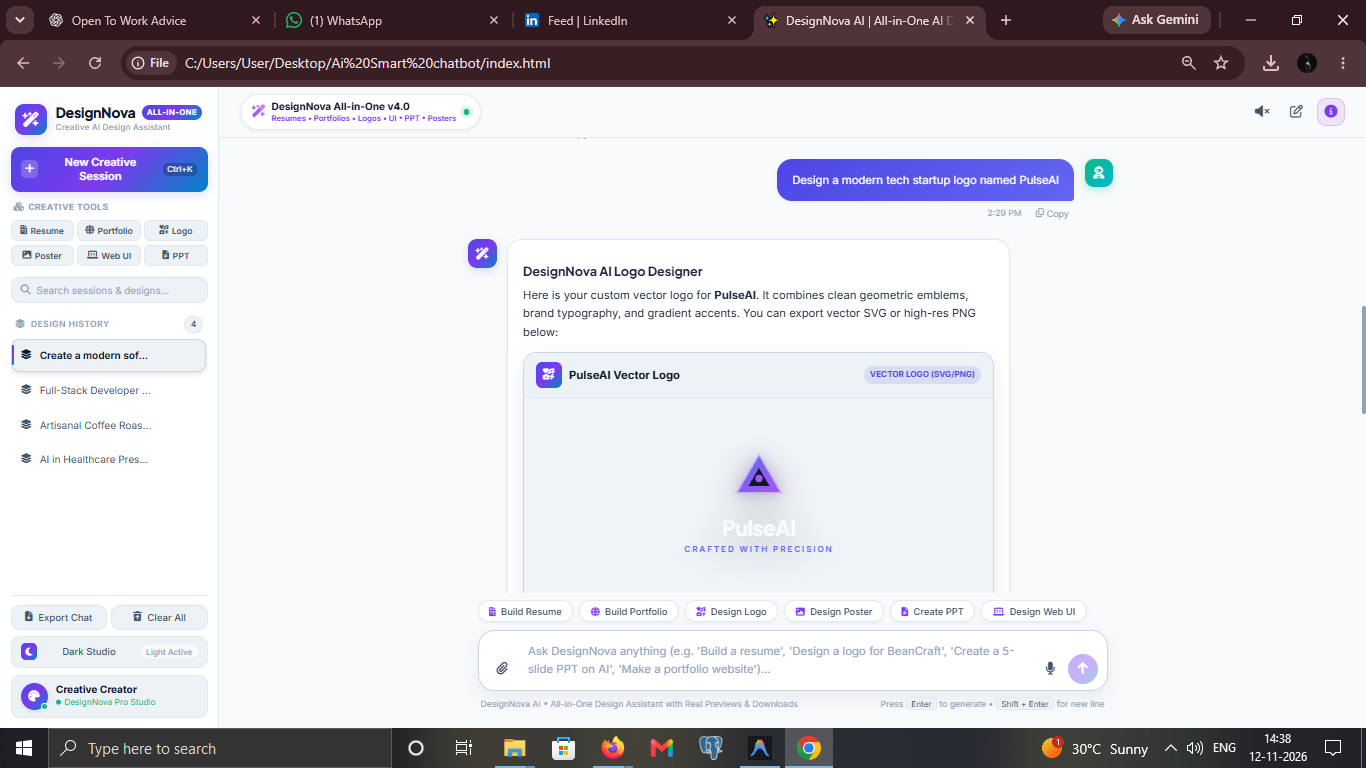 Open To Work Advice
(1) WhatsApp
Feed | LinkedIn
DesignNova AI | All-in-One AI D
Ask Gemini
File
C:/Users/User/Desktop/Ai%20Smart%20chatbot/index.html
DesignNova
ALL-IN-ONE
Creative AI Design Assistant
New Creative
Session
Ctrl+K
CREATIVE TOOLS
Resume
Portfolio
Logo
Poster
Web UI
PPT
Search sessions & designs...
DESIGN HISTORY
4
Create a modern sof...
Full-Stack Developer ...
Artisanal Coffee Roas...
AI in Healthcare Pres...
Export Chat
Clear All
Dark Studio
Light Active
Creative Creator
DesignNova Pro Studio
DesignNova All-in-One v4.0
Resumes • Portfolios • Logos • UI • PPT • Posters
Design a modern tech startup logo named PulseAI
2:29 PM
Copy
DesignNova AI Logo Designer
Here is your custom vector logo for PulseAI. It combines clean geometric emblems,
brand typography, and gradient accents. You can export vector SVG or high-res PNG
below:
PulseAI Vector Logo
VECTOR LOGO (SVG/PNG)
PulseAI
CRAFTED WITH PRECISION
Build Resume
Build Portfolio
Design Logo
Design Poster
Create PPT
Design Web UI
Ask DesignNova anything (e.g. 'Build a resume', 'Design a logo for BeanCraft', 'Create a 5-
slide PPT on AI', 'Make a portfolio website')...
DesignNova AI • All-in-One Design Assistant with Real Previews & Downloads
Press Enter to generate • Shift + Enter for new line
Type here to search
1
30°C Sunny
ENG
14:38
12-11-2026